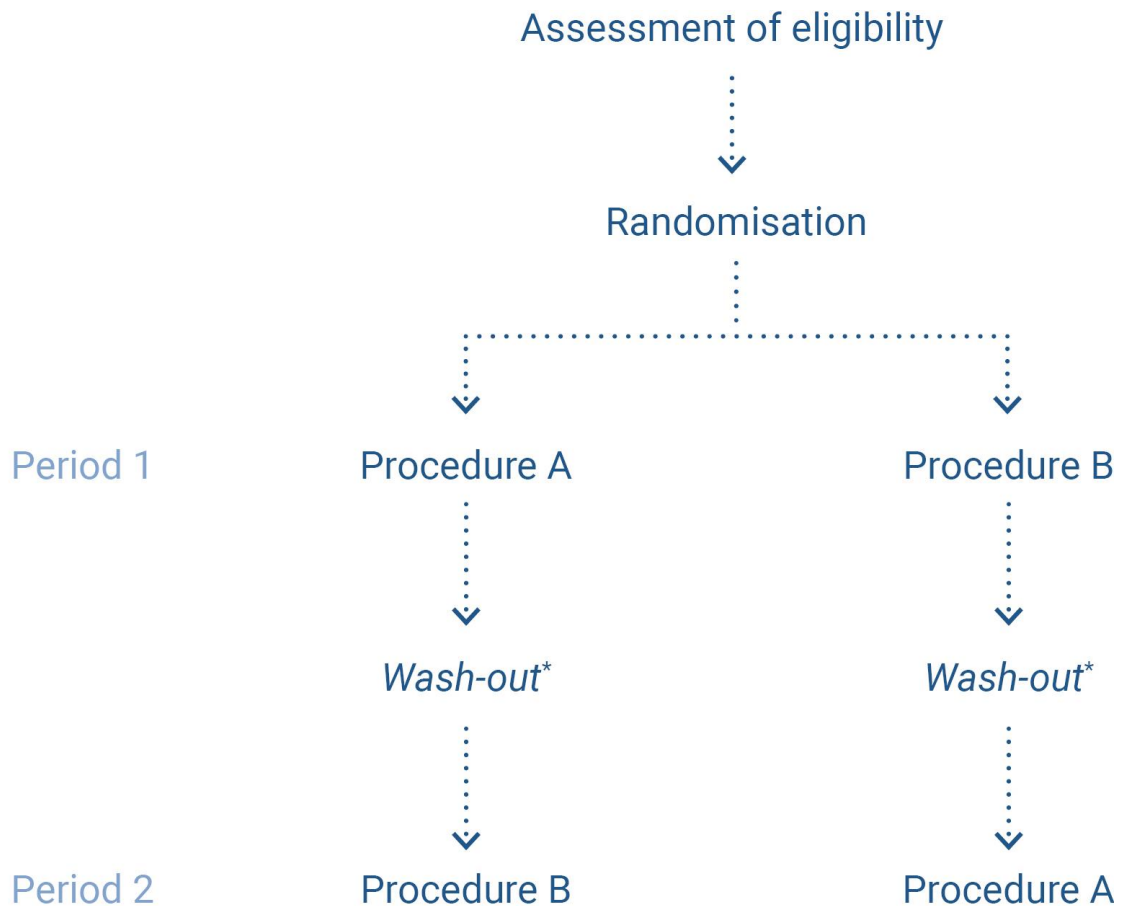 Assessment of eligibility
Randomisation
Period 1 Procedure A Procedure B
Wash-out* Wash-out*
Period 2 Procedure B Procedure A